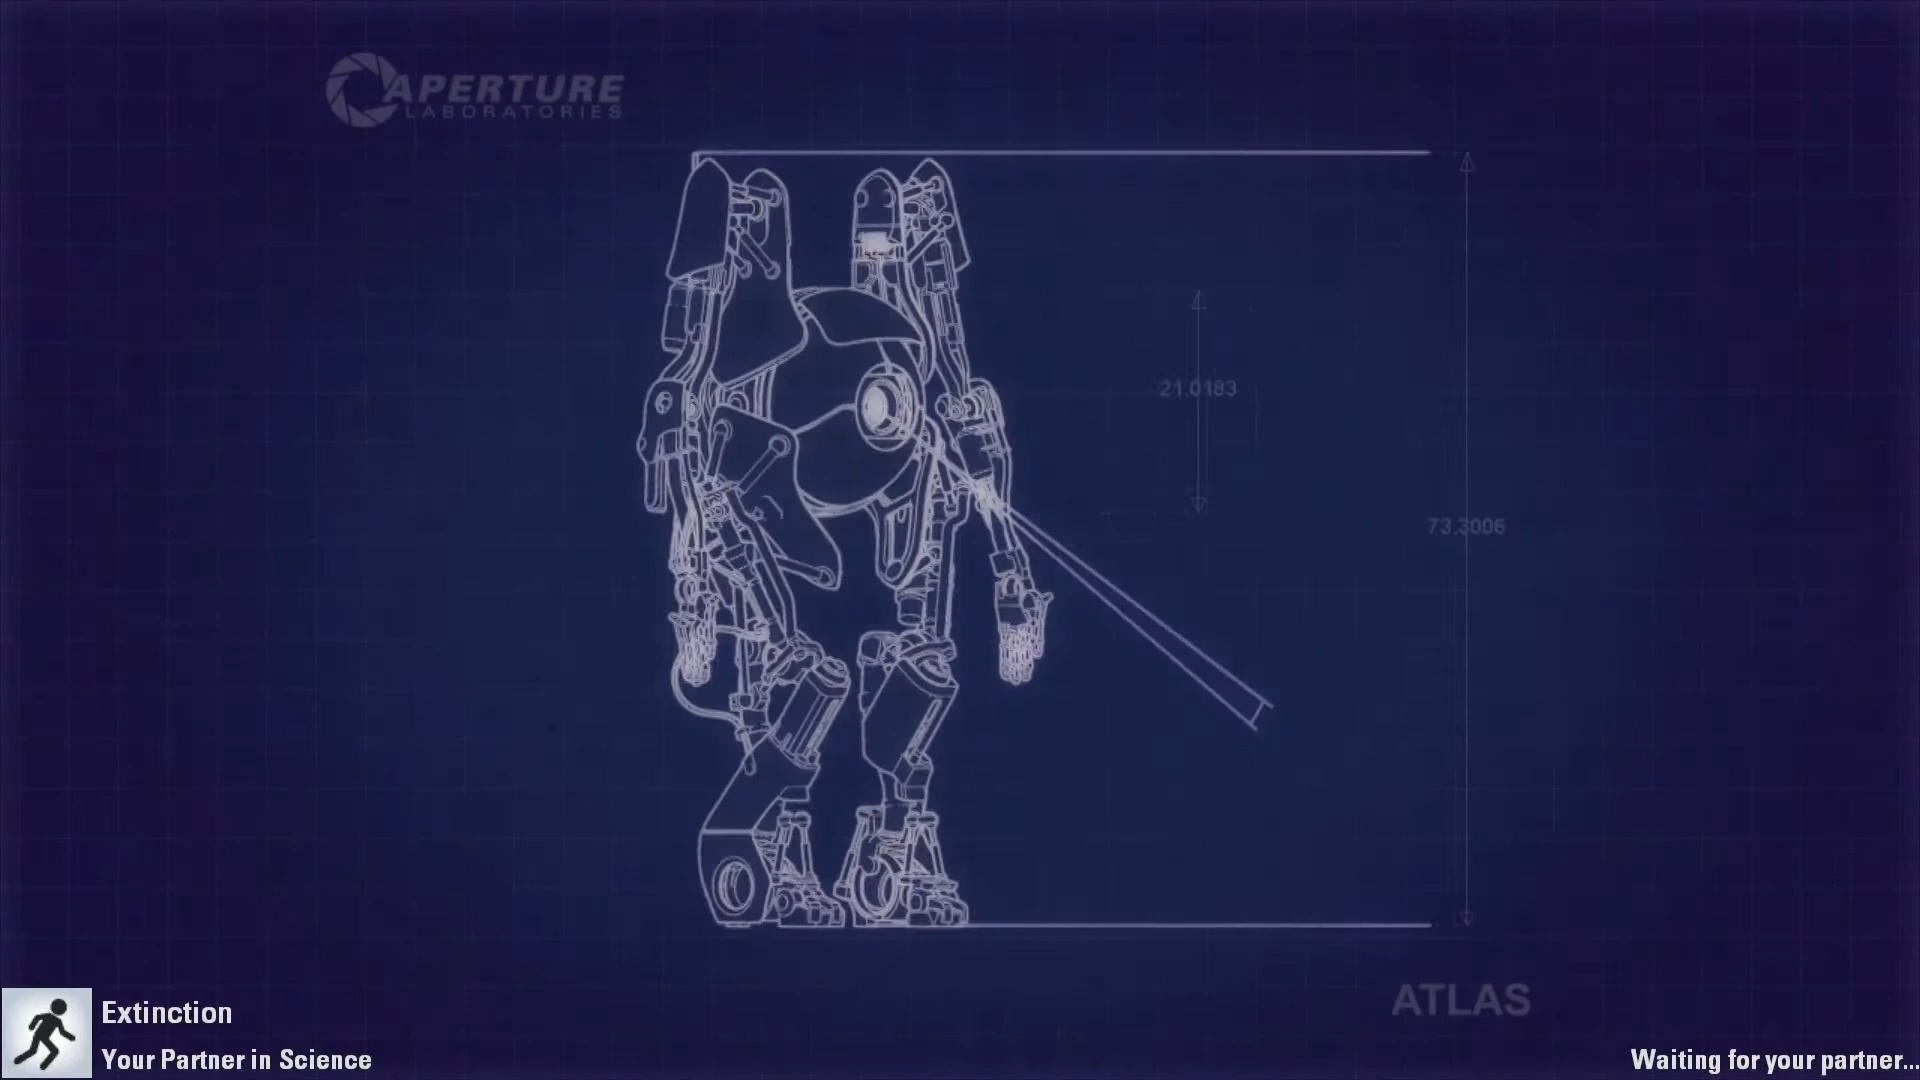 APERTURE
LABORATORIES
21.0183
73.3006
ATLAS
Extinction
Your Partner in Science
Waiting for your partner...